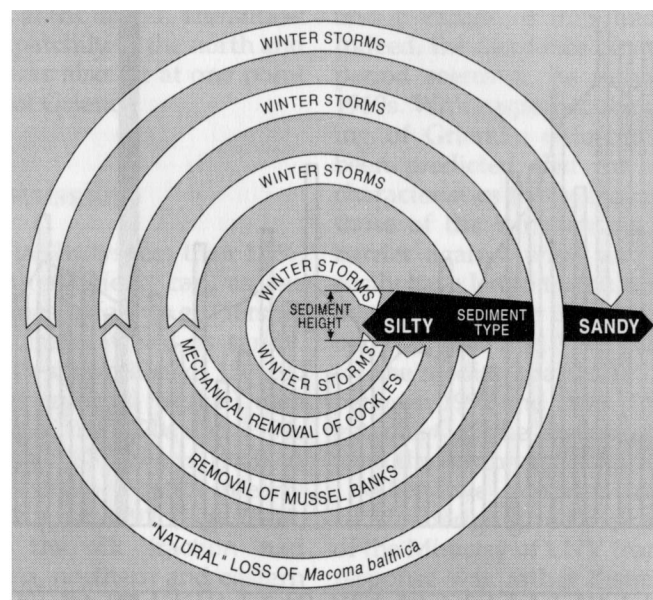 WINTER STORMS
WINTER STORMS
WINTER STORMS
WINTER STORMS
SEDIMENT
HEIGHT
SILTY
SEDIMENT
TYPE
SANDY
WINTER STORMS
MECHANICAL REMOVAL OF COCKLES
REMOVAL OF MUSSEL BANKS
"NATURAL" LOSS OF Macoma balthica